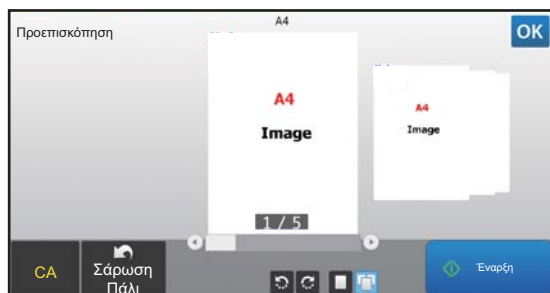 A4
Προεπισκόπηση
OK
A4
Image
A4
Image
1 / 5
CA
Σάρωση
Πάλι
Έναρξη